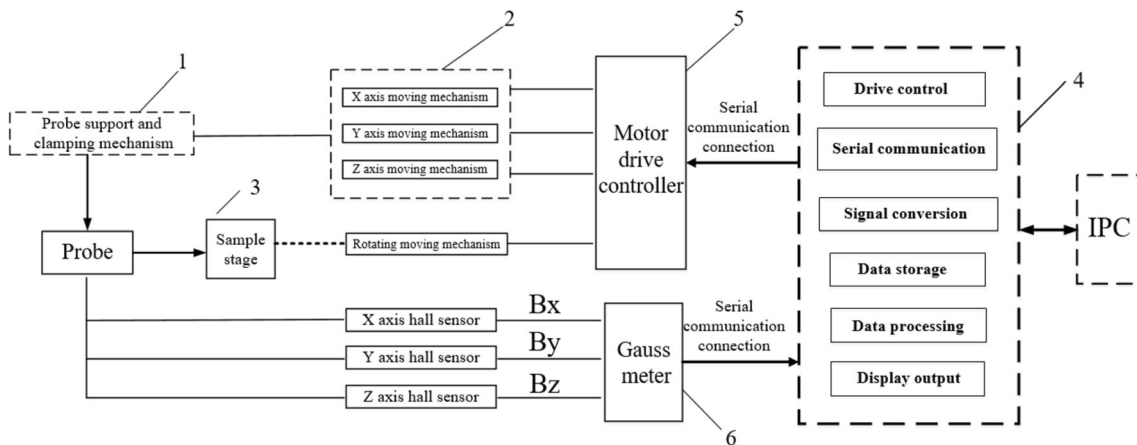 1
2
5
4
3
6
Probe support and
clamping mechanism
X axis moving mechanism
Y axis moving mechanism
Z axis moving mechanism
Motor
drive
controller
Serial
communication
connection
Drive control
Serial communication
Signal conversion
Data storage
Data processing
Display output
IPC
Probe
Sample
stage
Rotating moving mechanism
X axis hall sensor
Y axis hall sensor
Z axis hall sensor
Bx
By
Bz
Gauss
meter
Serial
communication
connection